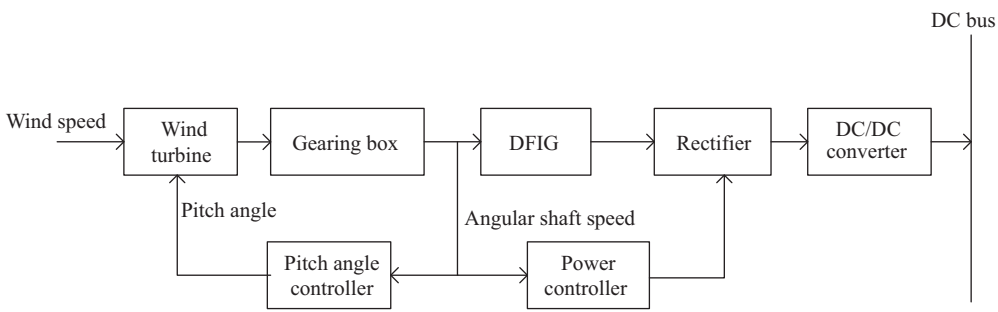 DC bus
Wind speed
Wind
turbine
Gearing box
DFIG
Rectifier
DC/DC
converter
Pitch angle
Angular shaft speed
Pitch angle
controller
Power
controller